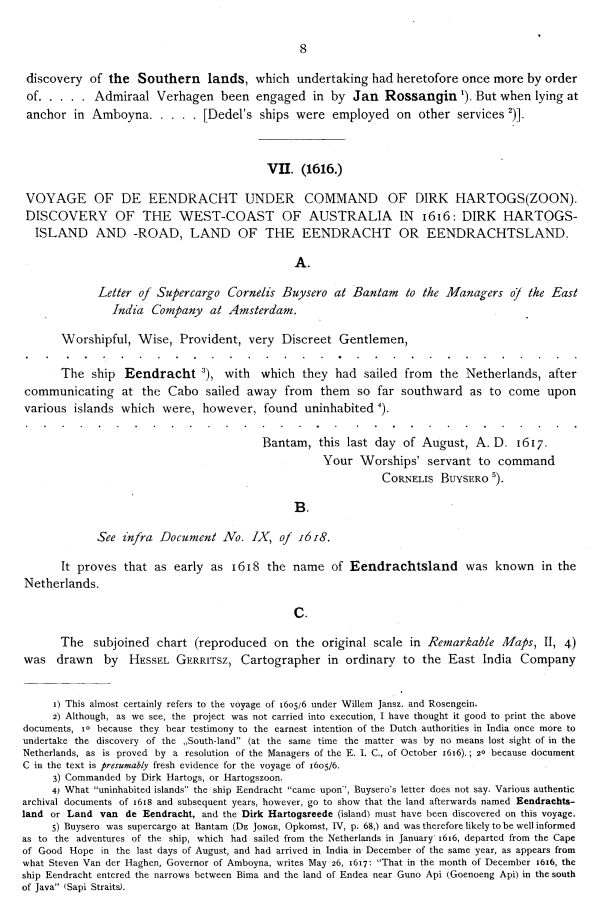 8
discovery of the Southern lands, which undertaking had heretofore once more by order
of. . . . . Admiraal Verhagen been engaged in by Jan Rossangin ¹). But when lying at
anchor in Amboyna. . . . . [Dedel's ships were employed on other services ²)].
VII. (1616.)
VOYAGE OF DE EENDRACHT UNDER COMMAND OF DIRK HARTOGS(ZOON).
DISCOVERY OF THE WEST-COAST OF AUSTRALIA IN 1616: DIRK HARTOGS-
ISLAND AND -ROAD, LAND OF THE EENDRACHT OR EENDRACHTSLAND.
A.
Letter of Supercargo Cornelis Buysero at Bantam to the Managers of the East
India Company at Amsterdam.
Worshipful, Wise, Provident, very Discreet Gentlemen,
. . . . . . . . . . . . . . . . . . . .
The ship Eendracht ³), with which they had sailed from the Netherlands, after
communicating at the Cabo sailed away from them so far southward as to come upon
various islands which were, however, found uninhabited ⁴).
. . . . . . . . . . . . . . . . . . . .
Bantam, this last day of August, A. D. 1617.
Your Worships' servant to command
CORNELIS BUYSERO ⁵).
B.
See infra Document No. IX, of 1618.
It proves that as early as 1618 the name of Eendrachtsland was known in the
Netherlands.
C.
The subjoined chart (reproduced on the original scale in Remarkable Maps, II, 4)
was drawn by HESSEL GERRITSZ, Cartographer in ordinary to the East India Company
1) This almost certainly refers to the voyage of 1605/6 under Willem Jansz. and Rosengein.
2) Although, as we see, the project was not carried into execution, I have thought it good to print the above
documents, 1º because they bear testimony to the earnest intention of the Dutch authorities in India once more to
undertake the discovery of the „South-land" (at the same time the matter was by no means lost sight of in the
Netherlands, as is proved by a resolution of the Managers of the E. I. C., of October 1616).; 2º because document
C in the text is presumably fresh evidence for the voyage of 1605/6.
3) Commanded by Dirk Hartogs, or Hartogszoon.
4) What "uninhabited islands" the ship Eendracht "came upon", Buysero's letter does not say. Various authentic
archival documents of 1618 and subsequent years, however, go to show that the land afterwards named Eendrachts-
land or Land van de Eendracht, and the Dirk Hartogsreede (island) must have been discovered on this voyage.
5) Buysero was supercargo at Bantam (DE JONGE, Opkomst, IV, p. 68,) and was therefore likely to be well informed
as to the adventures of the ship, which had sailed from the Netherlands in January 1616, departed from the Cape
of Good Hope in the last days of August, and had arrived in India in December of the same year, as appears from
what Steven Van der Haghen, Governor of Amboyna, writes May 26, 1617: "That in the month of December 1616, the
ship Eendracht entered the narrows between Bima and the land of Endea near Guno Api (Goenoeng Api) in the south
of Java" (Sapi Straits).